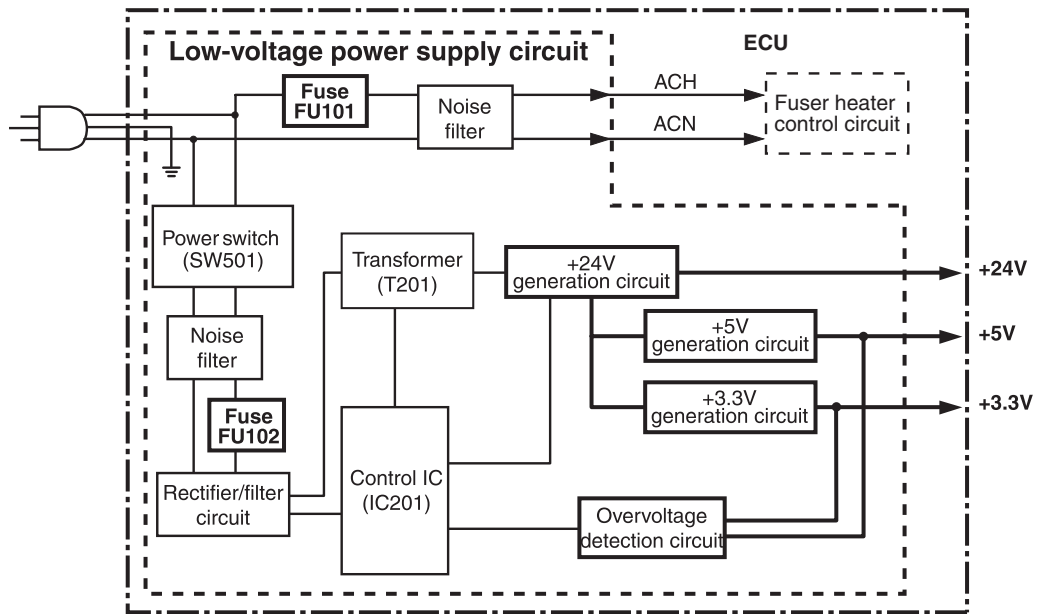 Low-voltage power supply circuit
ECU
Fuse
FU101
Noise
filter
ACH
ACN
Fuser heater
control circuit
Power switch
(SW501)
Transformer
(T201)
+24V
generation circuit
+24V
Noise
filter
+5V
generation circuit
+5V
Fuse
FU102
+3.3V
generation circuit
+3.3V
Rectifier/filter
circuit
Control IC
(IC201)
Overvoltage
detection circuit